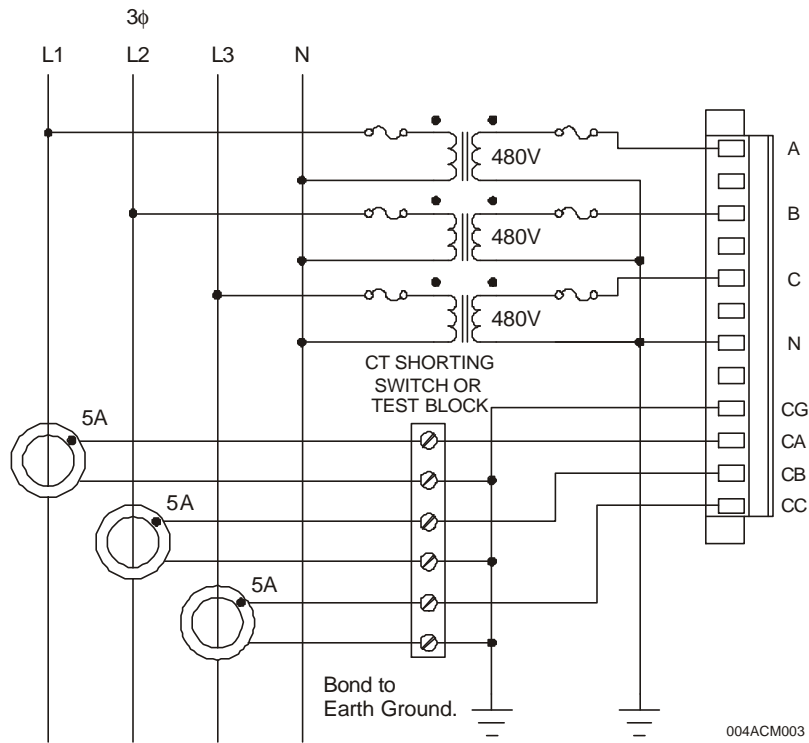 3ϕ
L1 L2 L3 N
480V
A
480V
B
480V
C
N
CT SHORTING
SWITCH OR
TEST BLOCK
CG
5A
CA
CB
5A
CC
5A
Bond to
Earth Ground.
004ACM003